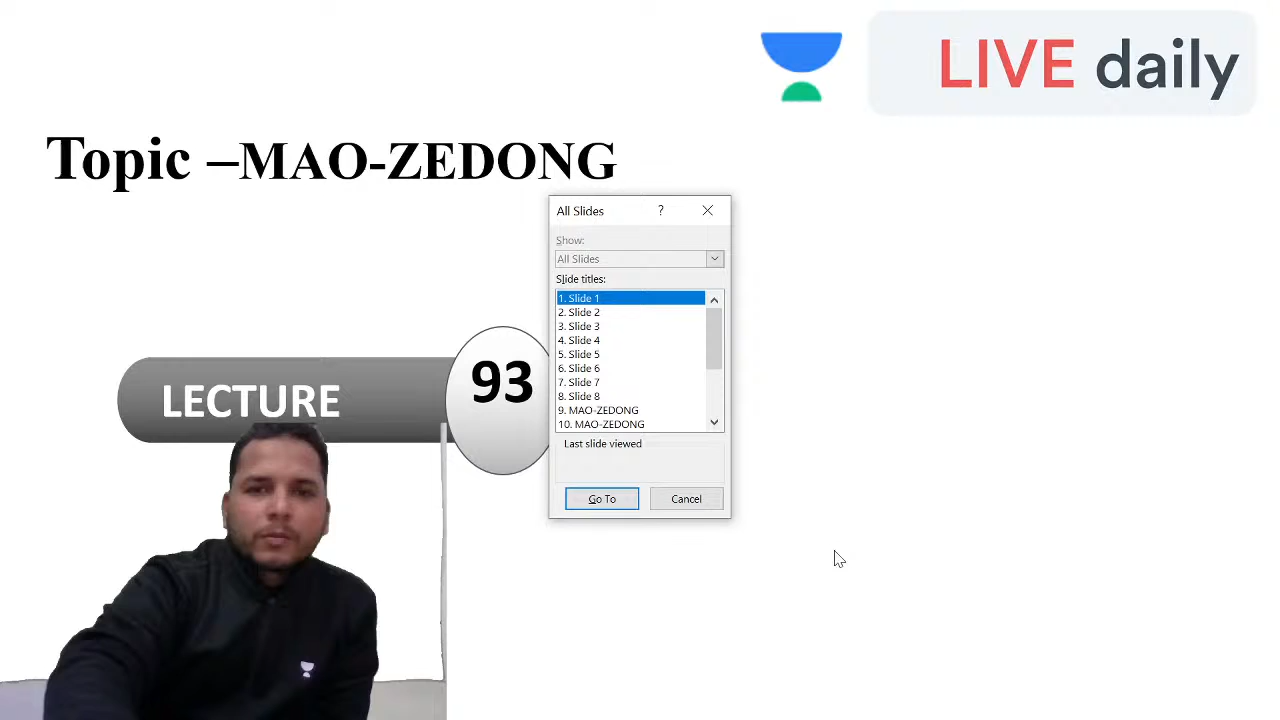 LIVE daily
Topic –MAO-ZEDONG
LECTURE
93
All Slides
?
Show:
All Slides
Slide titles:
1. Slide 1
2. Slide 2
3. Slide 3
4. Slide 4
5. Slide 5
6. Slide 6
7. Slide 7
8. Slide 8
9. MAO-ZEDONG
10. MAO-ZEDONG
Last slide viewed
Go To Cancel